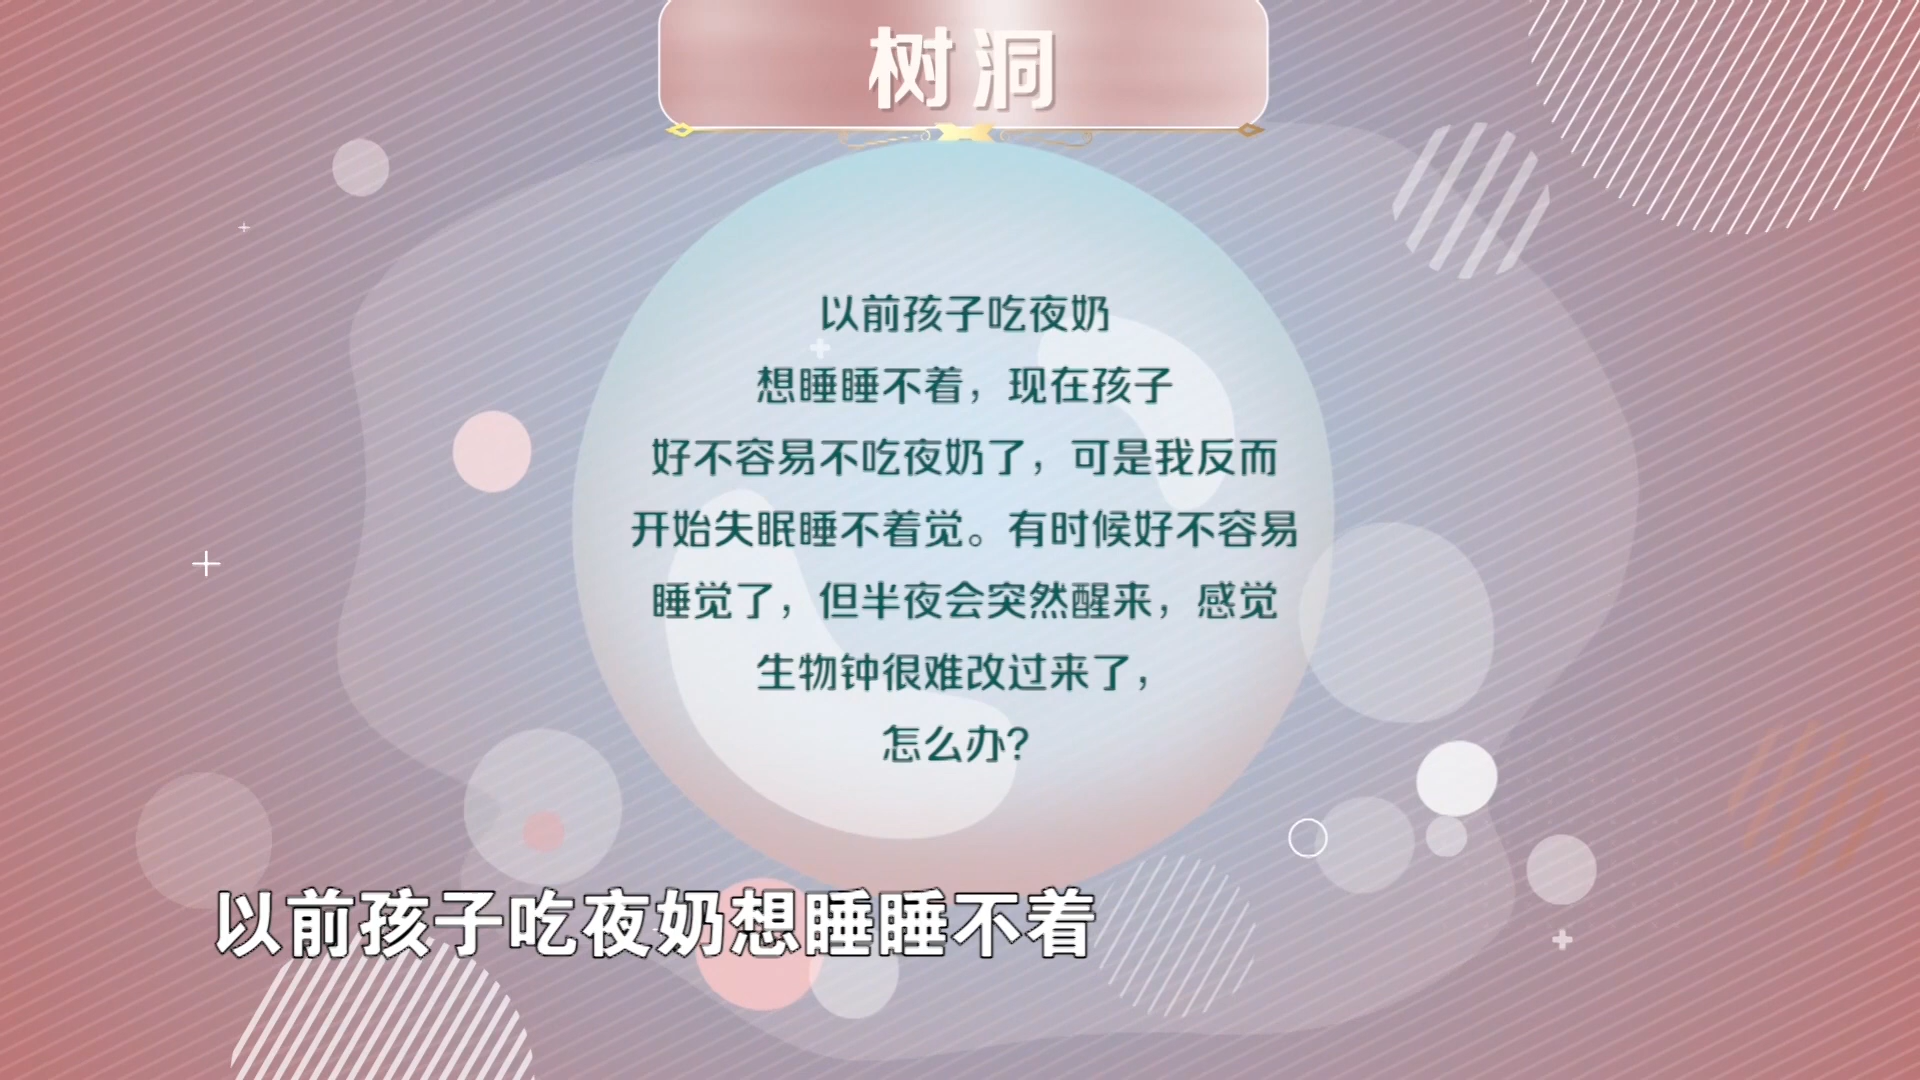 树洞
以前孩子吃夜奶
想睡睡不着，现在孩子
好不容易不吃夜奶了，可是我反而
开始失眠睡不着觉。有时候好不容易
睡觉了，但半夜会突然醒来，感觉
生物钟很难改过来了，
怎么办？
以前孩子吃夜奶想睡睡不着